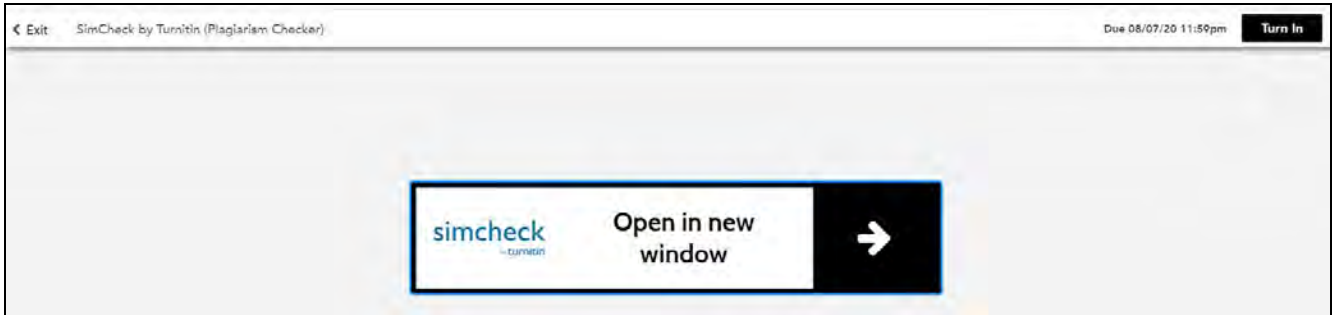 Exit SimCheck by Turnitin (Plagiarism Checker) Due 08/07/20 11:59pm Turn In
simcheck
by turnitin
Open in new
window